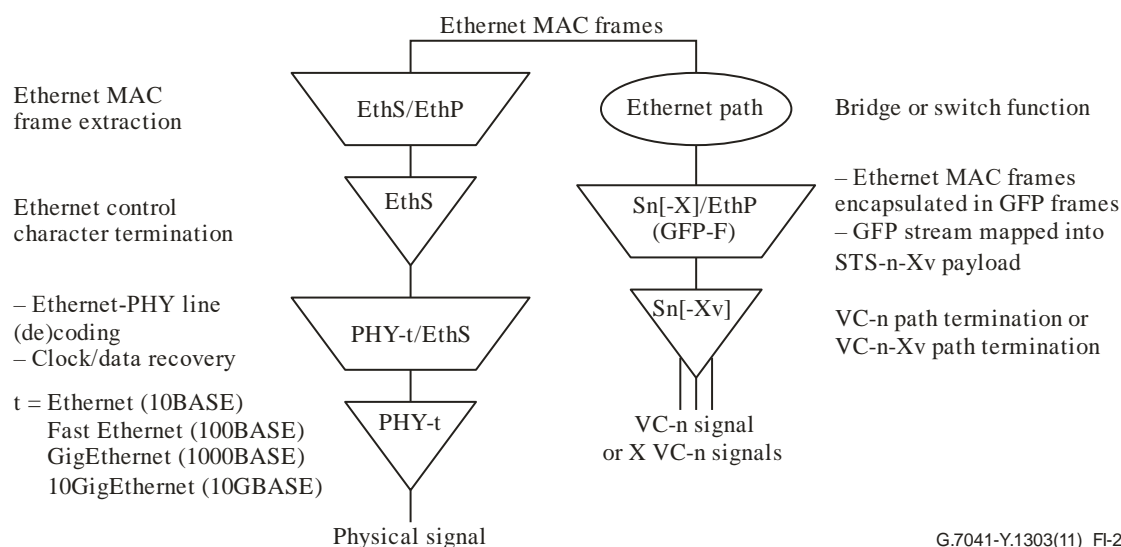 Ethernet MAC frames
Ethernet MAC
frame extraction
EthS/EthP
Ethernet path
Bridge or switch function
Ethernet control
character termination
EthS
Sn[-X]/EthP
(GFP-F)
– Ethernet MAC frames
encapsulated in GFP frames
– GFP stream mapped into
STS-n-Xv payload
– Ethernet-PHY line
(de)coding
– Clock/data recovery
PHY-t/EthS
Sn[-Xv]
VC-n path termination or
VC-n-Xv path termination
t = Ethernet (10BASE)
Fast Ethernet (100BASE)
GigEthernet (1000BASE)
10GigEthernet (10GBASE)
PHY-t
VC-n signal
or X VC-n signals
Physical signal
G.7041-Y.1303(11)_FI-2